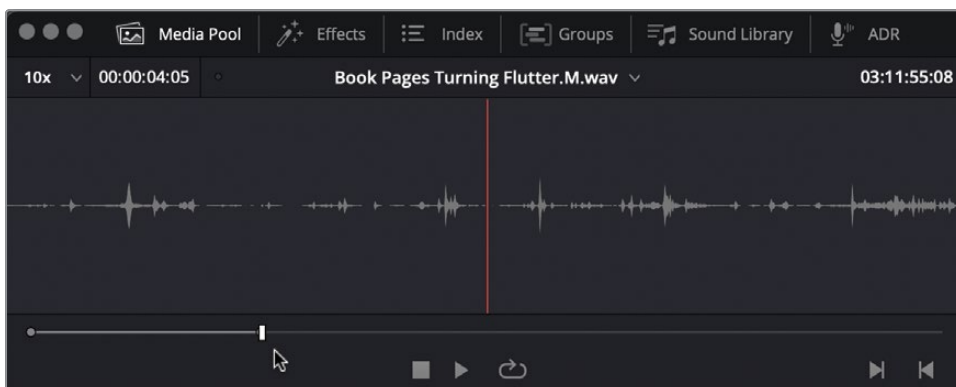 Media Pool Effects Index Groups Sound Library ADR
10x 00:00:04:05 Book Pages Turning Flutter.M.wav 03:11:55:08